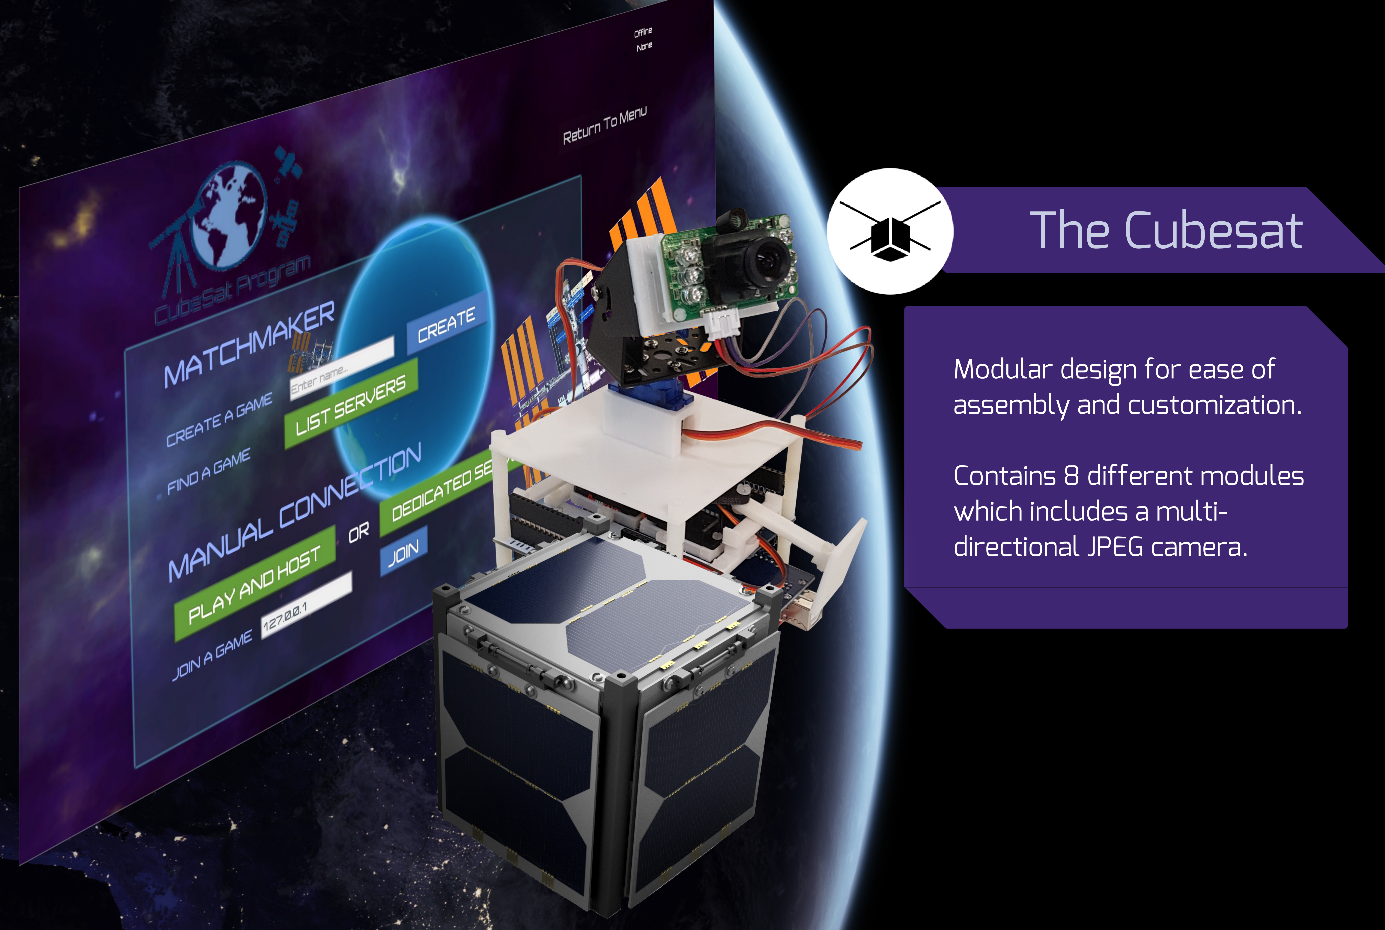 Offline
None
Return To Menu
CubeSat Program
MATCHMAKER
CREATE A GAME
Enter name...
CREATE
FIND A GAME
LIST SERVERS
MANUAL CONNECTION
PLAY AND HOST
OR
DEDICATED
JOIN A GAME
127.0.0.1
JOIN
The Cubesat
Modular design for ease of
assembly and customization.
Contains 8 different modules
which includes a multi-
directional JPEG camera.